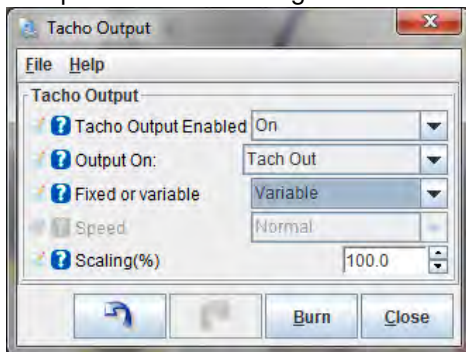 Tacho Output
File Help
Tacho Output
Tacho Output Enabled On
Output On: Tach Out
Fixed or variable Variable
Speed Normal
Scaling(%) 100.0
Burn Close